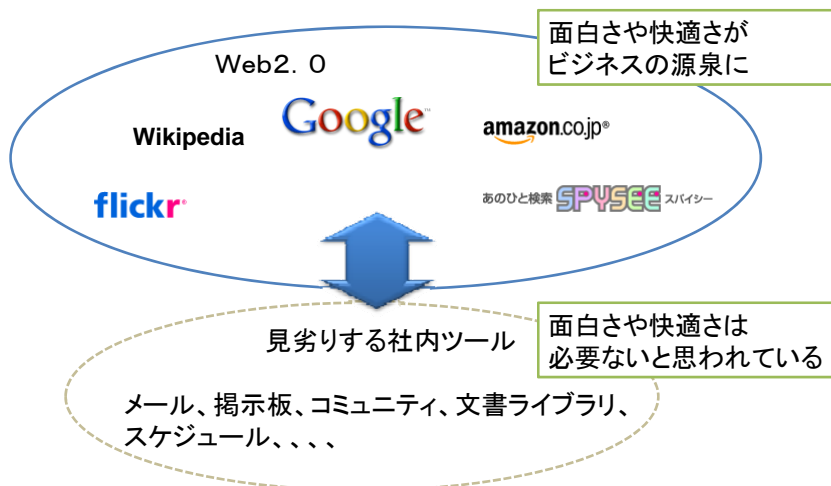 面白さや快適さが
ビジネスの源泉に
Web2．０
Wikipedia
Google™
amazon.co.jp®
flickr
あのひと検索 SPYSEE スパイシー
見劣りする社内ツール
面白さや快適さは
必要ないと思われている
メール、掲示板、コミュニティ、文書ライブラリ、
スケジュール、、、、